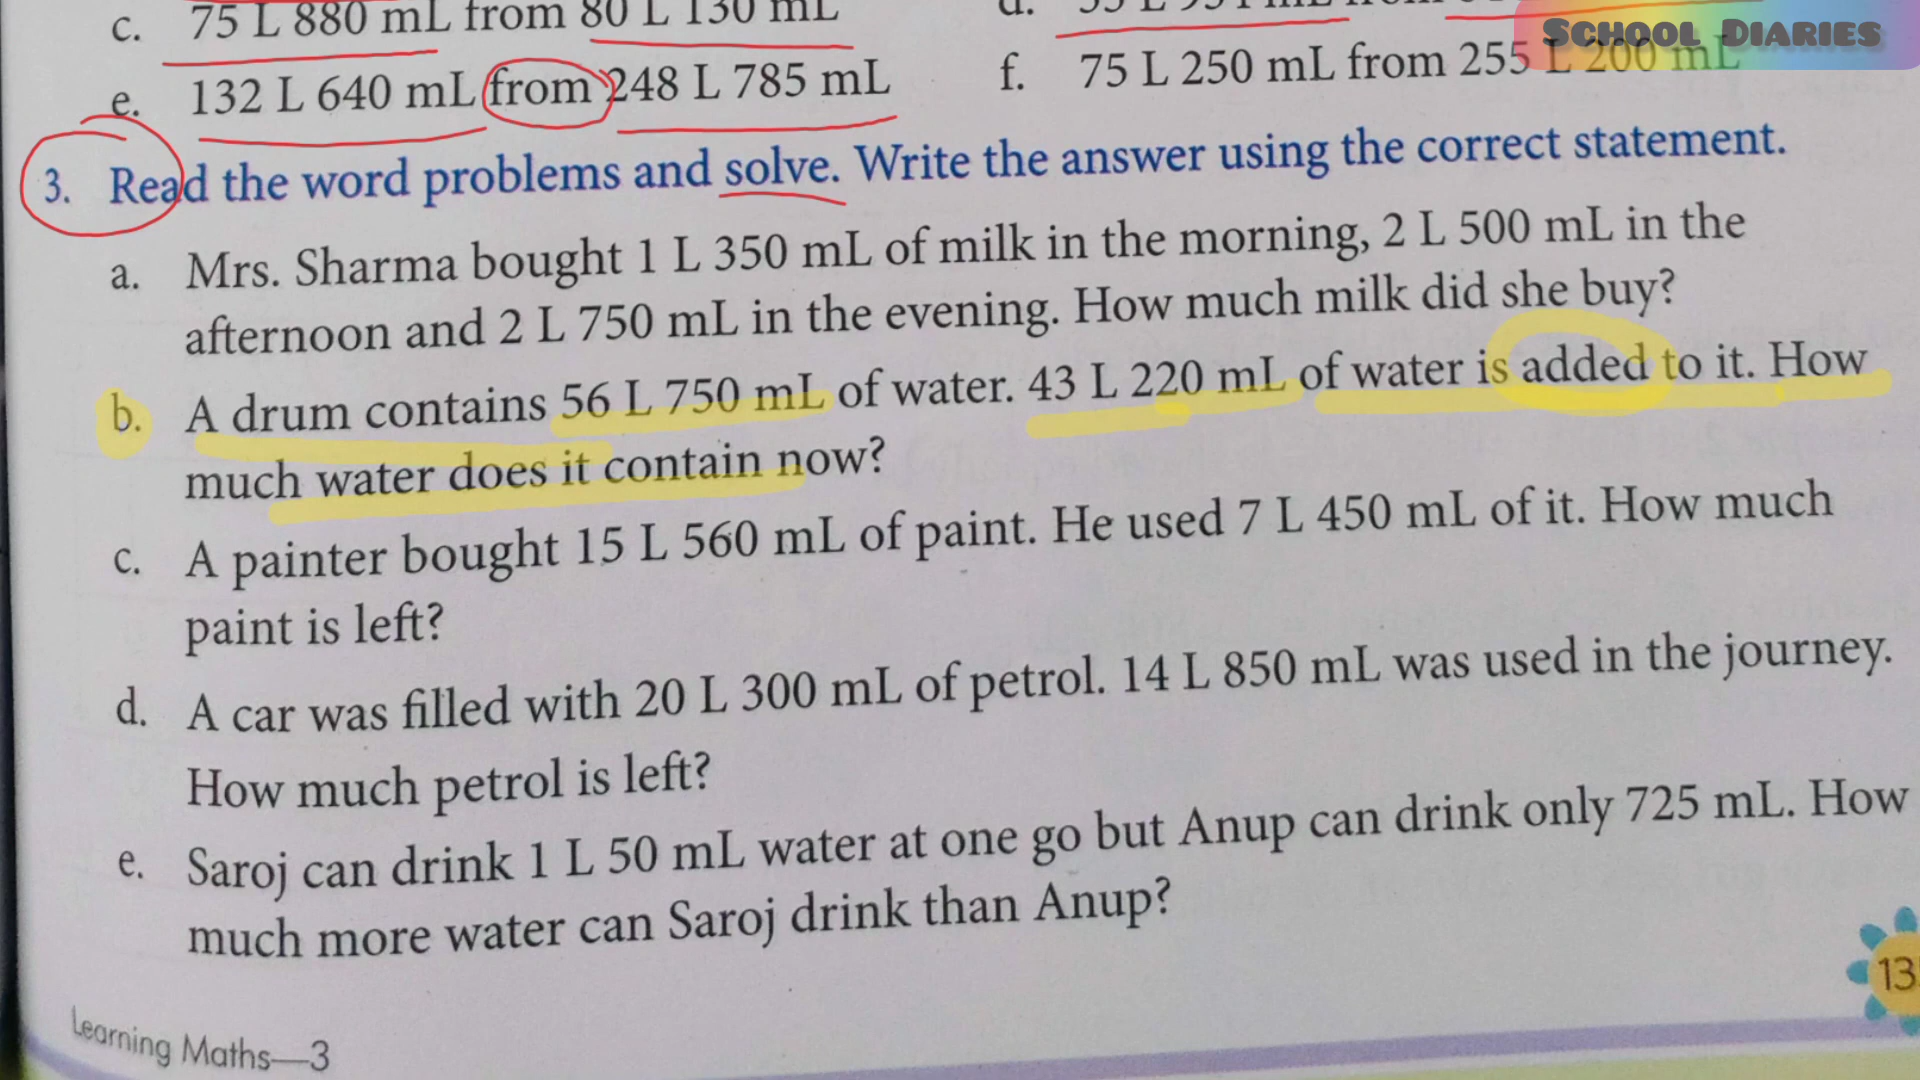 c. 75 L 880 mL from 80 L 130 mL d.
SCHOOL DIARIES
e. 132 L 640 mL from 248 L 785 mL f. 75 L 250 mL from 255 L 200 mL
3. Read the word problems and solve. Write the answer using the correct statement.
a. Mrs. Sharma bought 1 L 350 mL of milk in the morning, 2 L 500 mL in the
afternoon and 2 L 750 mL in the evening. How much milk did she buy?
b. A drum contains 56 L 750 mL of water. 43 L 220 mL of water is added to it. How
much water does it contain now?
c. A painter bought 15 L 560 mL of paint. He used 7 L 450 mL of it. How much
paint is left?
d. A car was filled with 20 L 300 mL of petrol. 14 L 850 mL was used in the journey.
How much petrol is left?
e. Saroj can drink 1 L 50 mL water at one go but Anup can drink only 725 mL. How
much more water can Saroj drink than Anup?
13
Learning Maths—3